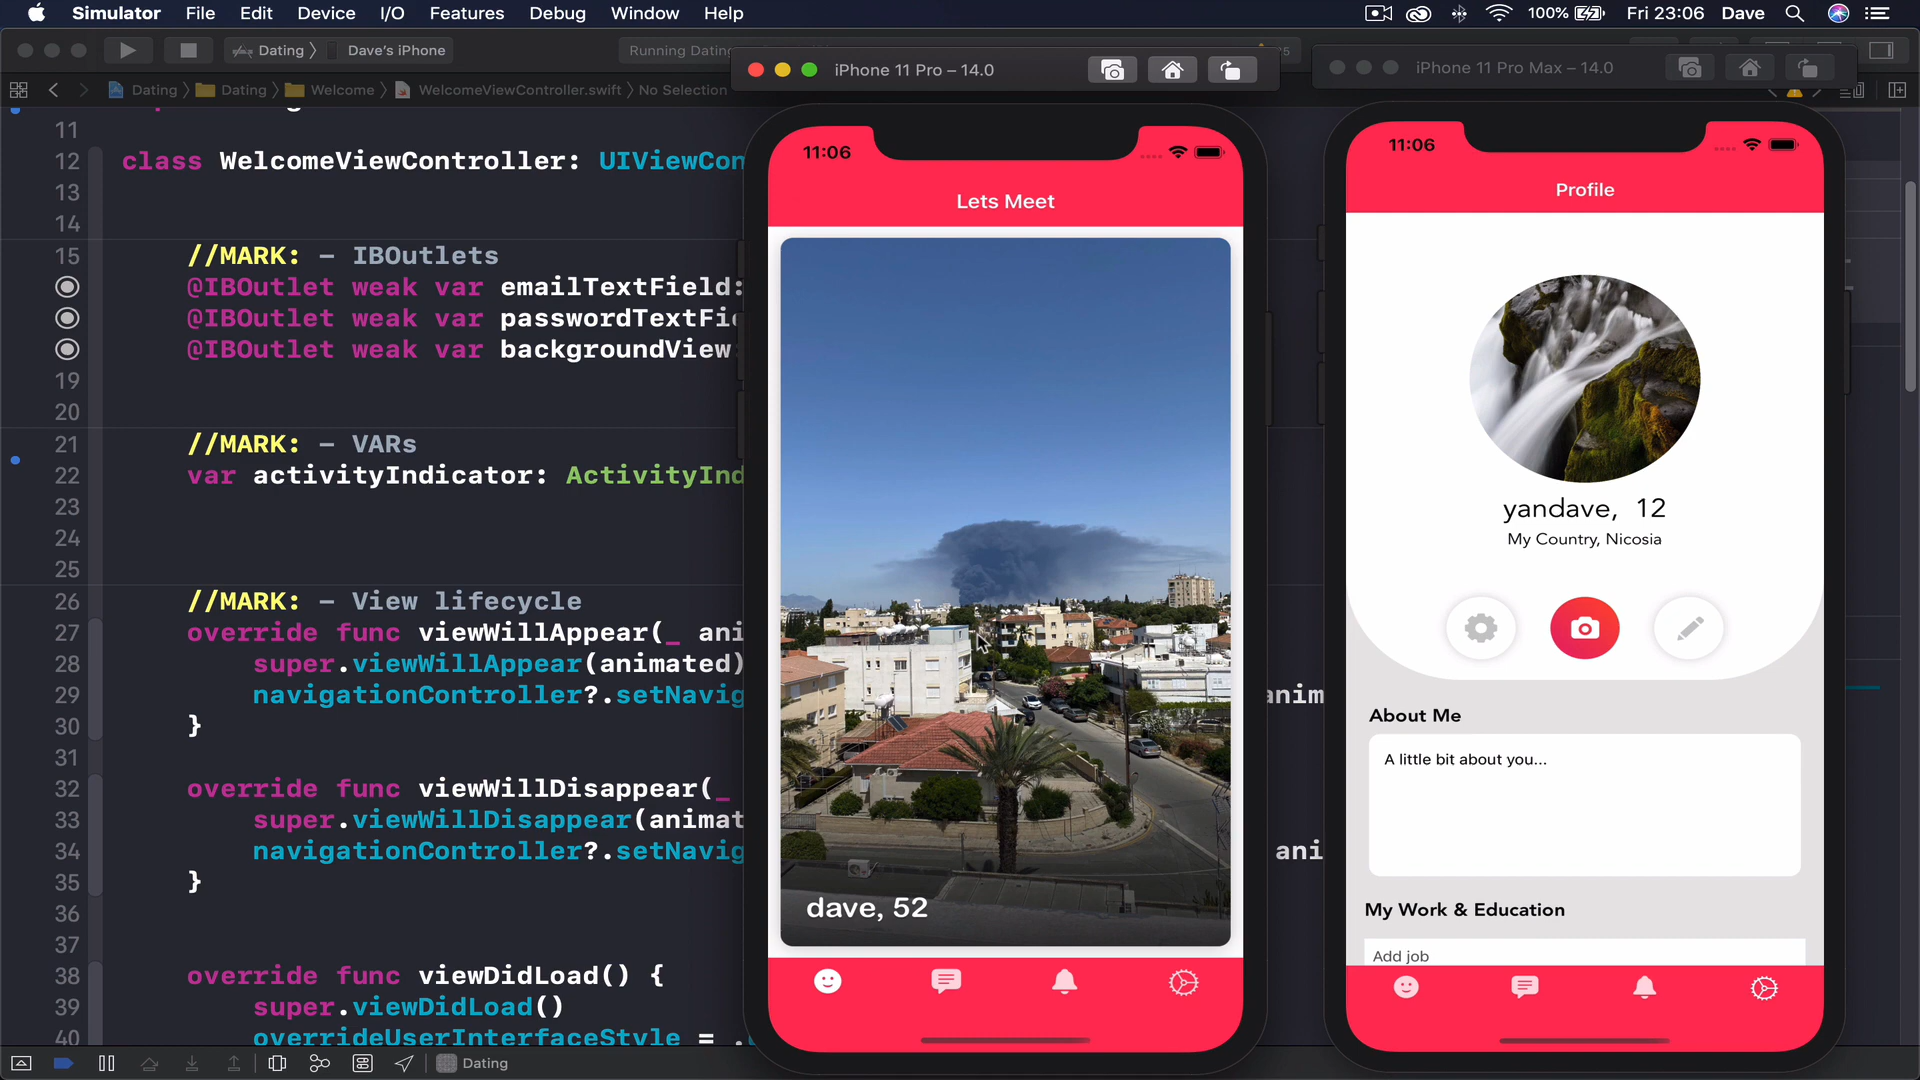 Simulator File Edit Device I/O Features Debug Window Help 100% Fri 23:06 Dave
Dating 〉 Dave's iPhone
Running Dating
Dating 〉 Dating 〉 Welcome 〉 WelcomeViewController.swift 〉 No Selection
11
12 class WelcomeViewController: UIViewCon
13
14
15 //MARK: – IBOutlets
@IBOutlet weak var emailTextField:
@IBOutlet weak var passwordTextFi
@IBOutlet weak var backgroundView
19
20
21 //MARK: – VARs
22 var activityIndicator: ActivityInd
23
24
25
26 //MARK: – View lifecycle
27 override func viewWillAppear(_ ani
28 super.viewWillAppear(animated)
29 navigationController?.setNavig anim
30 }
31
32 override func viewWillDisappear(_
33 super.viewWillDisappear(animat
34 navigationController?.setNavig ani
35 }
36
37
38 override func viewDidLoad() {
39 super.viewDidLoad()
40 overrideUserInterfaceStyle = .
Dating
iPhone 11 Pro – 14.0
11:06
Lets Meet
dave, 52
iPhone 11 Pro Max – 14.0
11:06
Profile
yandave, 12
My Country, Nicosia
About Me
A little bit about you...
My Work & Education
Add job